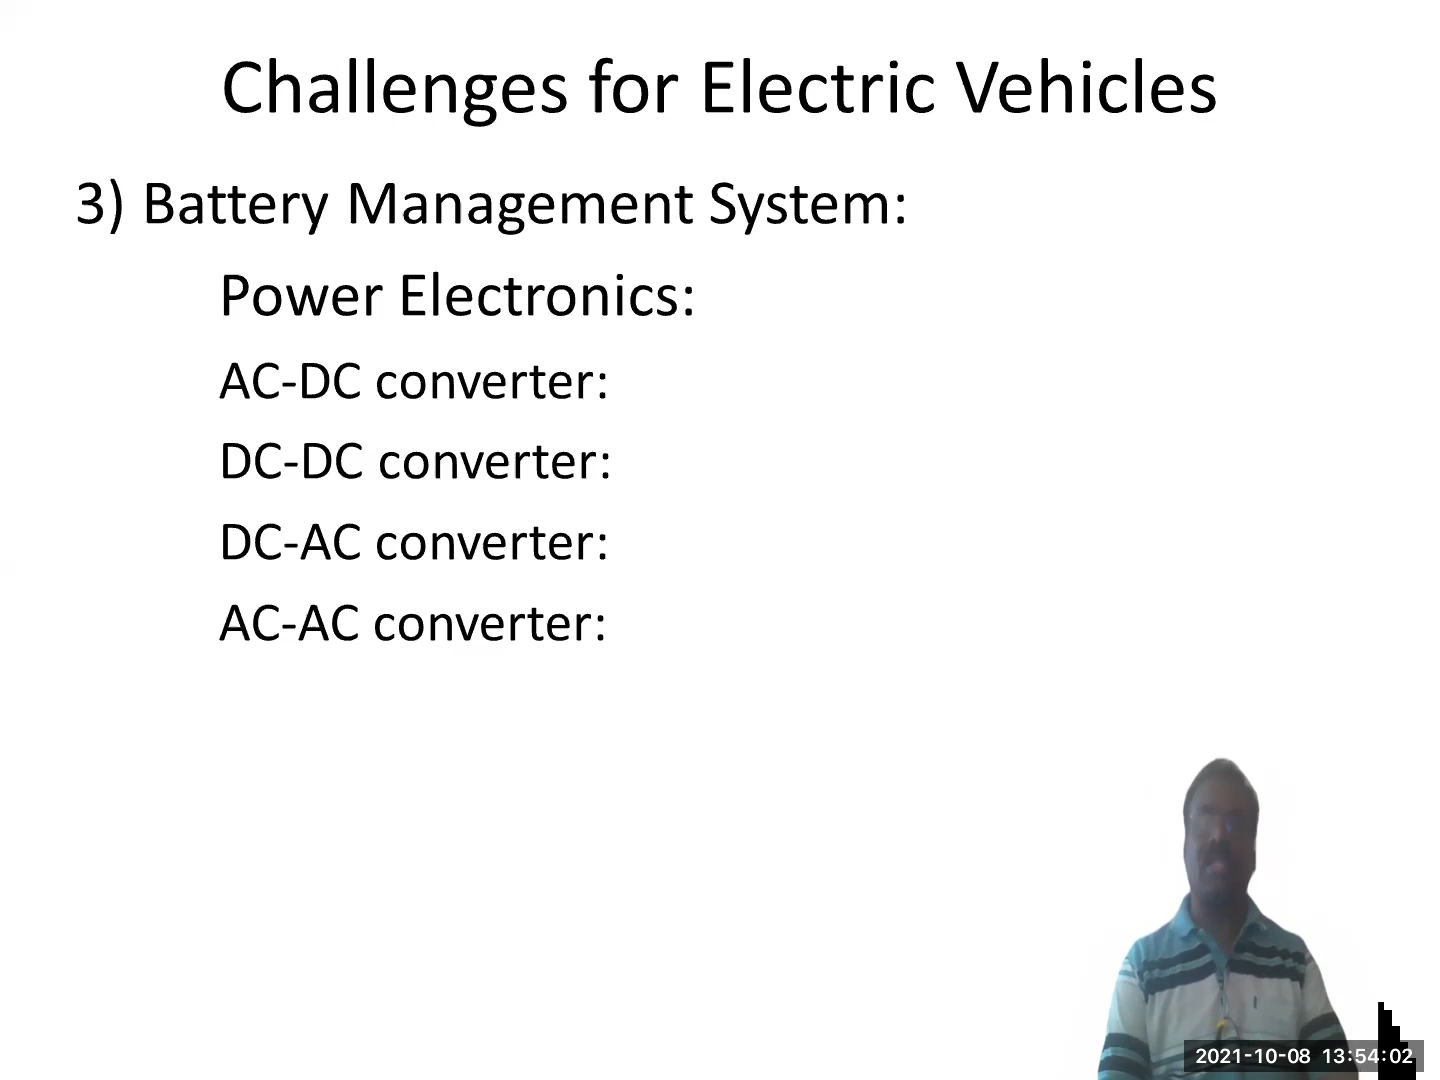 Challenges for Electric Vehicles
3) Battery Management System:
Power Electronics:
AC-DC converter:
DC-DC converter:
DC-AC converter:
AC-AC converter:
2021-10-08 13:54:02